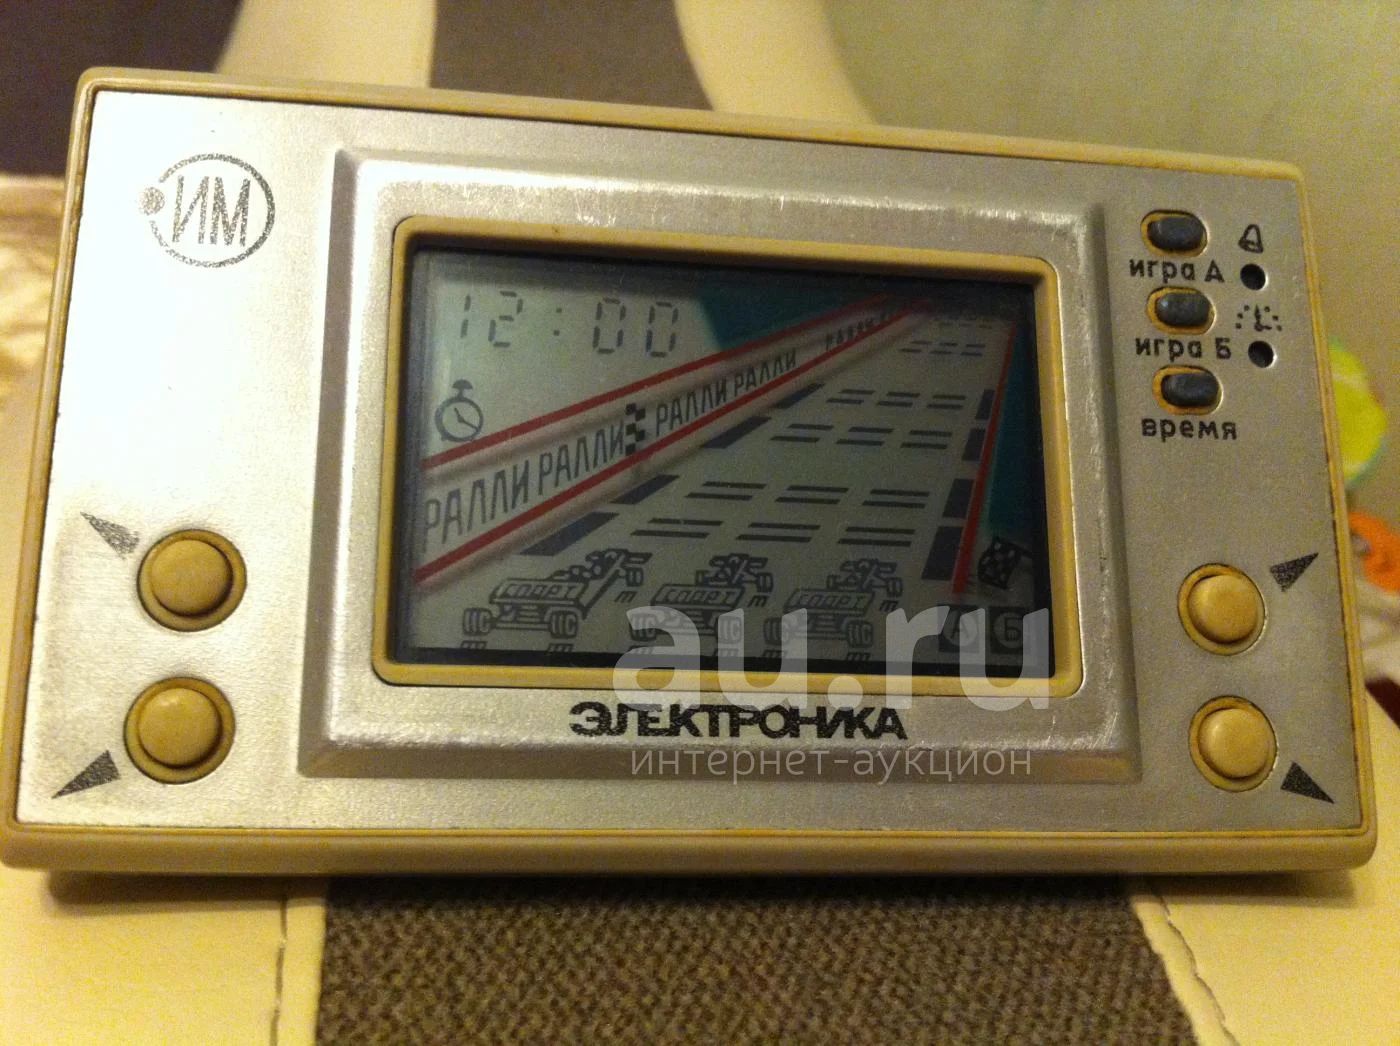 ИМ
12:00
игра А
игра Б
время
РАЛЛИ РАЛЛИ РАЛЛИ РАЛЛИ РАЛЛИ
СПОРТ СПОРТ СПОРТ
А Б
au.ru
ЭЛЕКТРОНИКА
интернет-аукцион